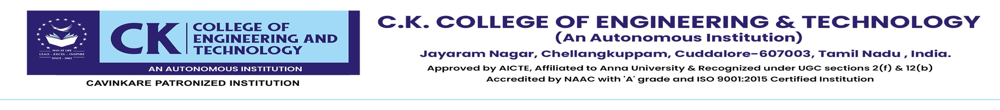 WIN AT LIFE
LEAD - EXCEL - INSPIRE
SINCE - 2002
CK
COLLEGE OF
ENGINEERING AND
TECHNOLOGY
AN AUTONOMOUS INSTITUTION
CAVINKARE PATRONIZED INSTITUTION
C.K. COLLEGE OF ENGINEERING & TECHNOLOGY
(An Autonomous Institution)
Jayaram Nagar, Chellangkuppam, Cuddalore-607003, Tamil Nadu , India.
Approved by AICTE, Affiliated to Anna University & Recognized under UGC sections 2(f) & 12(b)
Accredited by NAAC with 'A' grade and ISO 9001:2015 Certified Institution